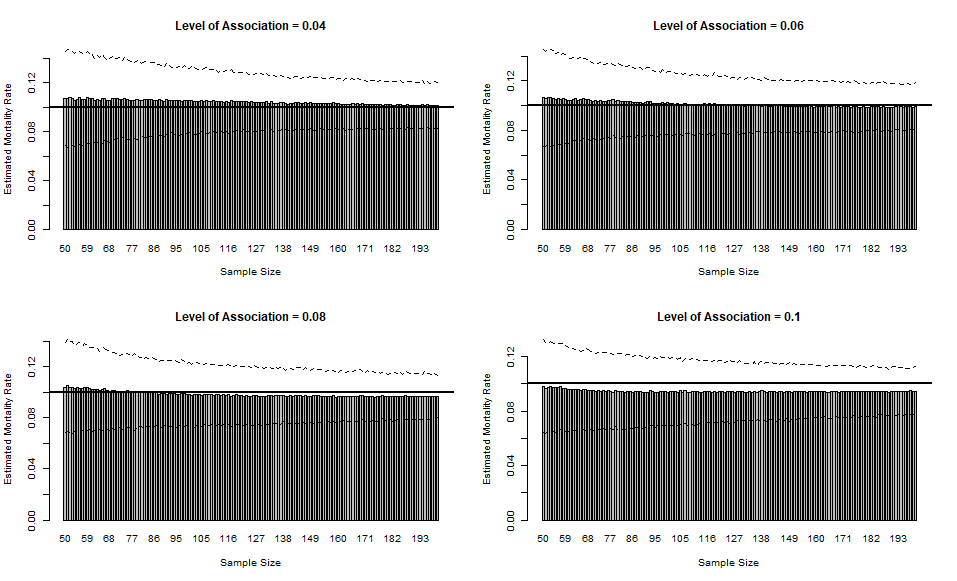 Level of Association = 0.04
Estimated Mortality Rate
0.00 0.04 0.08 0.12
50 59 68 77 86 95 105 116 127 138 149 160 171 182 193
Sample Size
Level of Association = 0.06
Estimated Mortality Rate
0.00 0.04 0.08 0.12
50 59 68 77 86 95 105 116 127 138 149 160 171 182 193
Sample Size
Level of Association = 0.08
Estimated Mortality Rate
0.00 0.04 0.08 0.12
50 59 68 77 86 95 105 116 127 138 149 160 171 182 193
Sample Size
Level of Association = 0.1
Estimated Mortality Rate
0.00 0.04 0.08 0.12
50 59 68 77 86 95 105 116 127 138 149 160 171 182 193
Sample Size